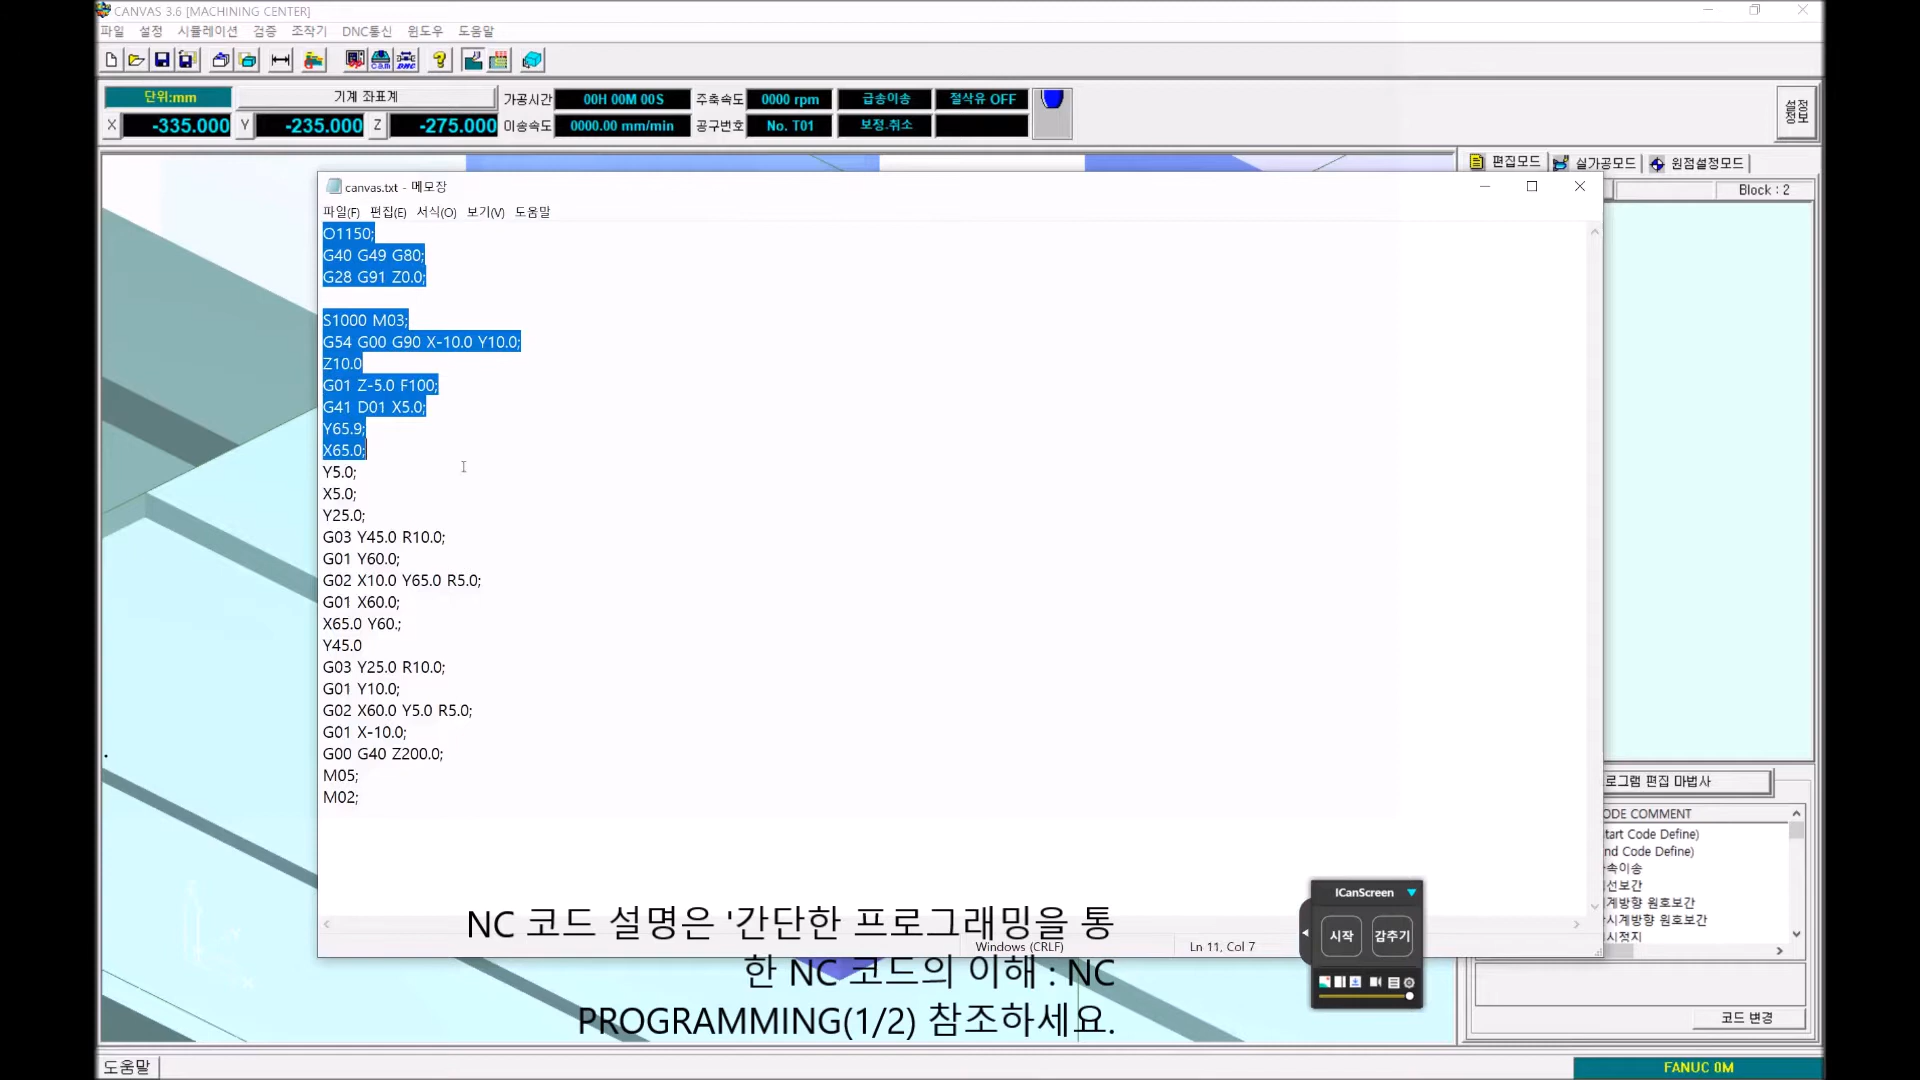 CANVAS 3.6 [MACHINING CENTER]
파일 설정 시뮬레이션 검증 조작기 DNC통신 윈도우 도움말
단위:mm 기계 좌표계 가공시간 00H 00M 00S 주축속도 0000 rpm 급송이송 절삭유 OFF
X -335.000 Y -235.000 Z -275.000 이송속도 0000.00 mm/min 공구번호 No. T01 보정.취소
설정정보
편집모드 실가공모드 원점설정모드
Block : 2
canvas.txt - 메모장
파일(F) 편집(E) 서식(O) 보기(V) 도움말
O1150;
G40 G49 G80;
G28 G91 Z0.0;
S1000 M03;
G54 G00 G90 X-10.0 Y10.0;
Z10.0
G01 Z-5.0 F100;
G41 D01 X5.0;
Y65.9;
X65.0;
Y5.0;
X5.0;
Y25.0;
G03 Y45.0 R10.0;
G01 Y60.0;
G02 X10.0 Y65.0 R5.0;
G01 X60.0;
X65.0 Y60.;
Y45.0
G03 Y25.0 R10.0;
G01 Y10.0;
G02 X60.0 Y5.0 R5.0;
G01 X-10.0;
G00 G40 Z200.0;
M05;
M02;
Windows (CRLF) Ln 11, Col 7
로그램 편집 마법사
ODE COMMENT
tart Code Define)
nd Code Define)
속이송
선보간
계방향 원호보간
시계방향 원호보간
시젯지
코드 변경
ICanScreen
시작 감추기
NC 코드 설명은 '간단한 프로그래밍을 통
한 NC 코드의 이해 : NC
PROGRAMMING(1/2) 참조하세요.
도움말
FANUC 0M